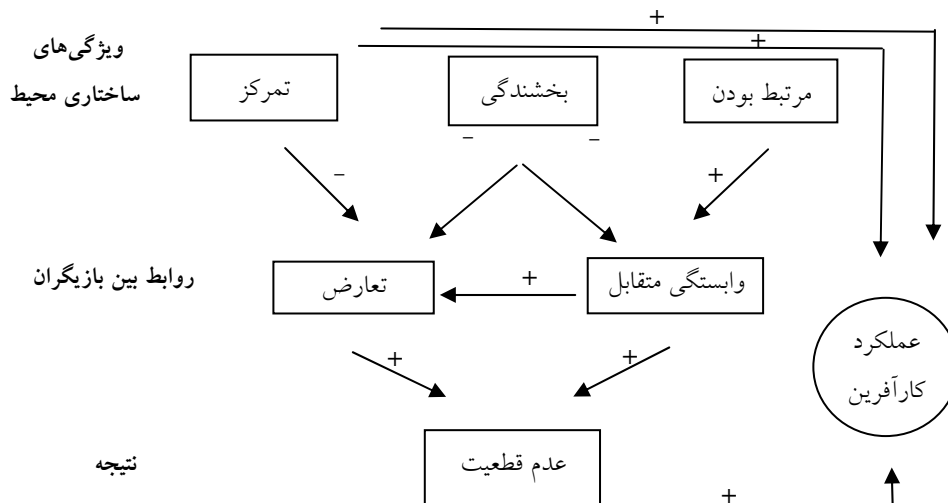 +
+
ویژگی‌های
ساختاری محیط
مرتبط بودن
بخشندگی
تمرکز
–
–
–
+
روابط بین بازیگران
وابستگی متقابل
+
تعارض
عملکرد
کارآفرین
+
+
نتیجه
عدم قطعیت
+